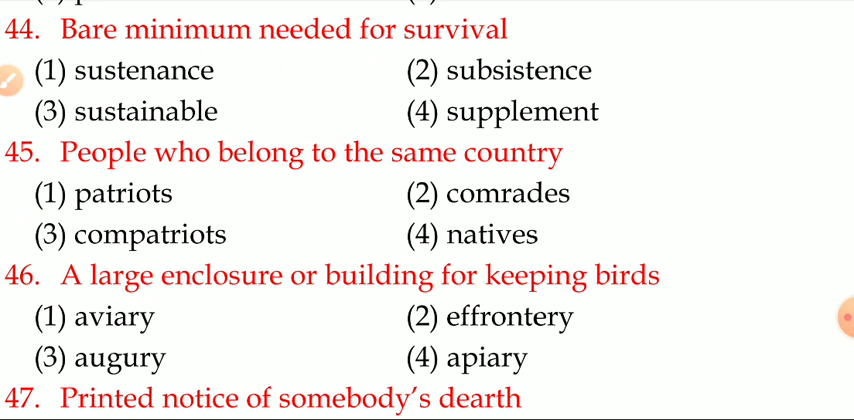 44. Bare minimum needed for survival
(1) sustenance (2) subsistence
(3) sustainable (4) supplement
45. People who belong to the same country
(1) patriots (2) comrades
(3) compatriots (4) natives
46. A large enclosure or building for keeping birds
(1) aviary (2) effrontery
(3) augury (4) apiary
47. Printed notice of somebody's dearth